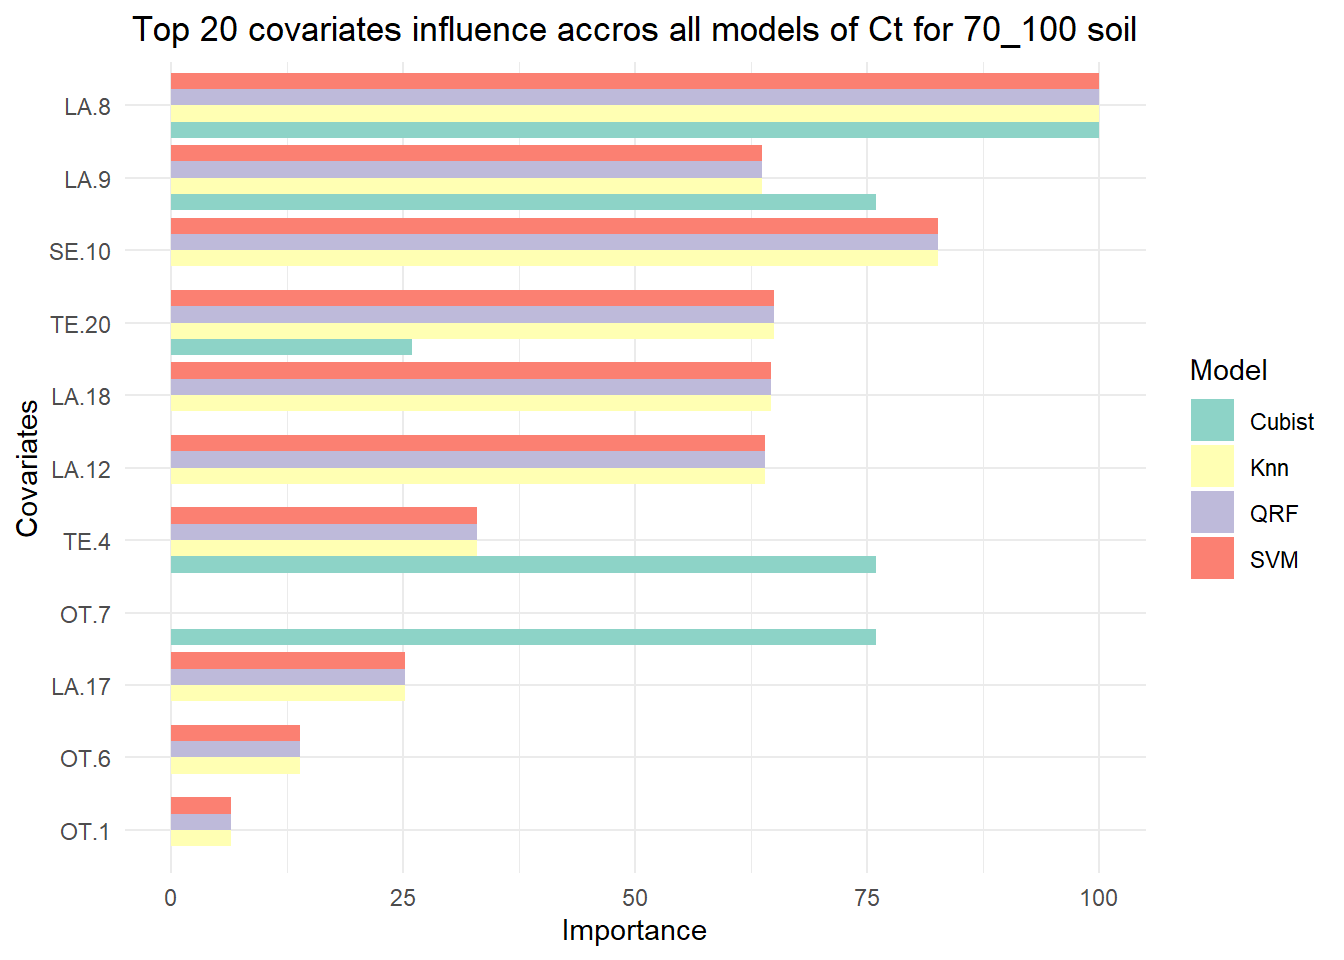 Top 20 covariates influence accros all models of Ct for 70_100 soil
Covariates
LA.8
LA.9
SE.10
TE.20
LA.18
LA.12
TE.4
OT.7
LA.17
OT.6
OT.1
0 25 50 75 100
Importance
Model
Cubist
Knn
QRF
SVM